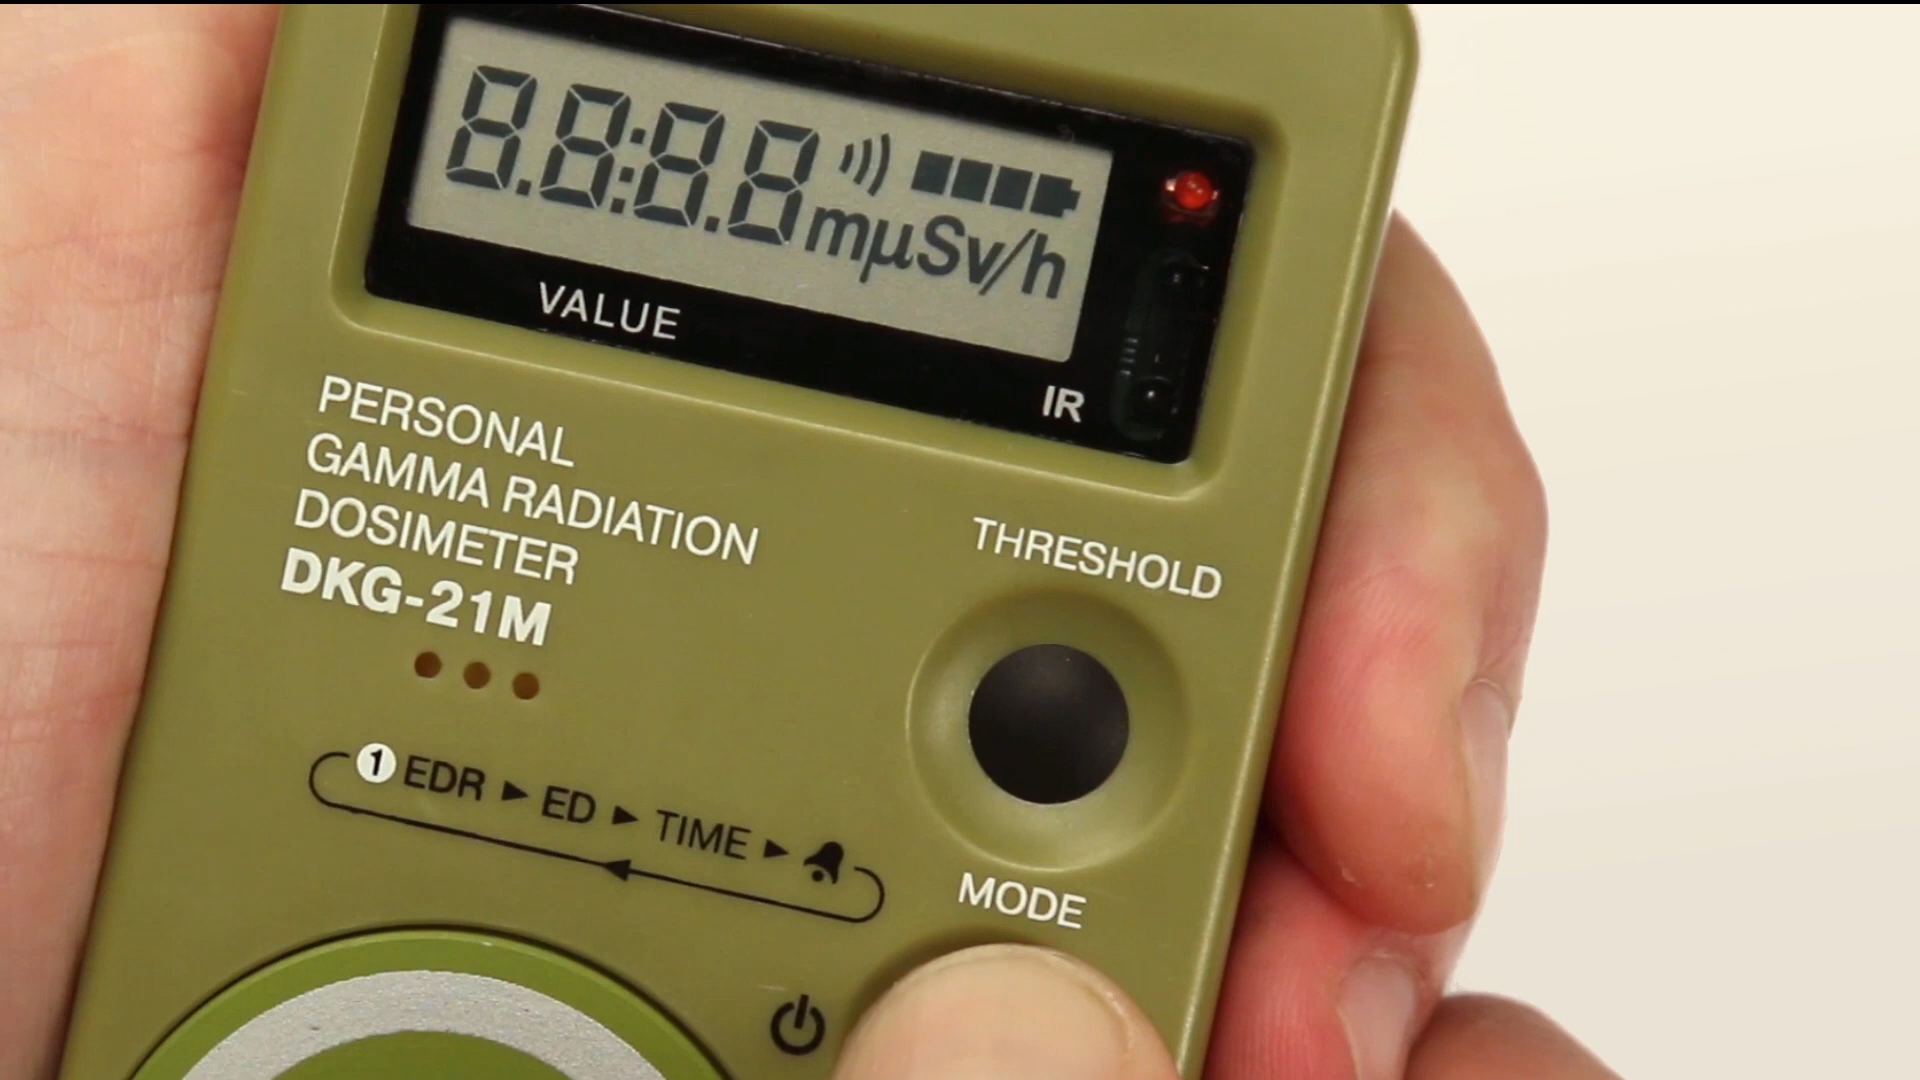 8.8:8.8 mµSv/h
VALUE
IR
PERSONAL
GAMMA RADIATION
DOSIMETER
DKG-21M
THRESHOLD
1 EDR ► ED ► TIME ►
MODE